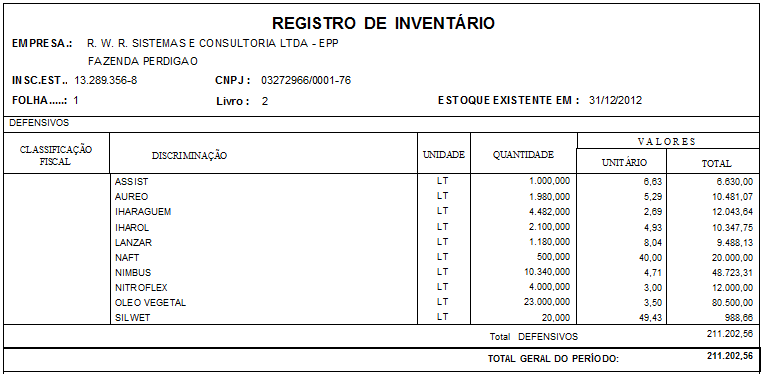 REGISTRO DE INVENTÁRIO
EMPRESA.: R. W. R. SISTEMAS E CONSULTORIA LTDA - EPP
FAZENDA PERDIGAO
INSC.EST.. 13.289.356-8 CNPJ : 03272966/0001-76
FOLHA.....: 1 Livro : 2 ESTOQUE EXISTENTE EM : 31/12/2012
DEFENSIVOS
CLASSIFICAÇÃO FISCAL DISCRIMINAÇÃO UNIDADE QUANTIDADE VALORES
UNITÁRIO TOTAL
ASSIST LT 1.000,000 6,63 6.630,00
AUREO LT 1.980,000 5,29 10.481,07
IHARAGUEM LT 4.482,000 2,69 12.043,64
IHAROL LT 2.100,000 4,93 10.347,75
LANZAR LT 1.180,000 8,04 9.488,13
NAFT LT 500,000 40,00 20.000,00
NIMBUS LT 10.340,000 4,71 48.723,31
NITROFLEX LT 4.000,000 3,00 12.000,00
OLEO VEGETAL LT 23.000,000 3,50 80.500,00
SILWET LT 20,000 49,43 988,66
Total DEFENSIVOS 211.202,56
TOTAL GERAL DO PERÍODO: 211.202,56